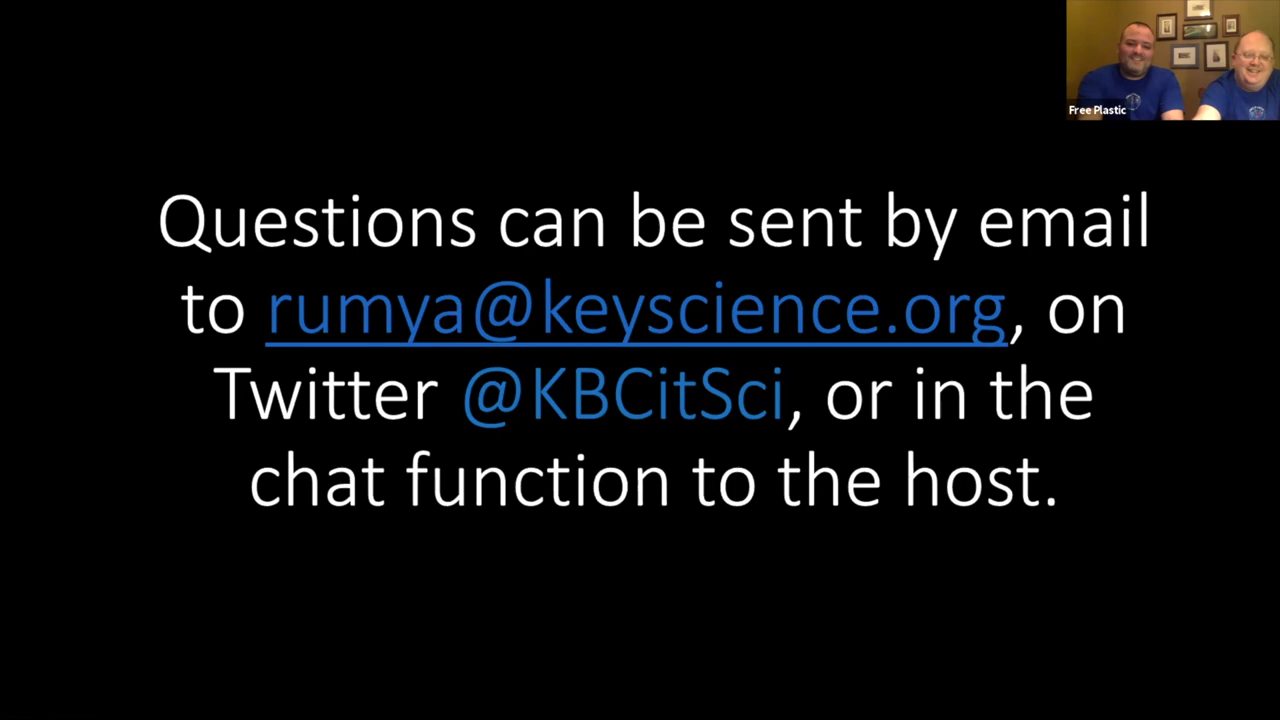 Free Plastic
Questions can be sent by email
to rumya@keyscience.org, on
Twitter @KBCitSci, or in the
chat function to the host.